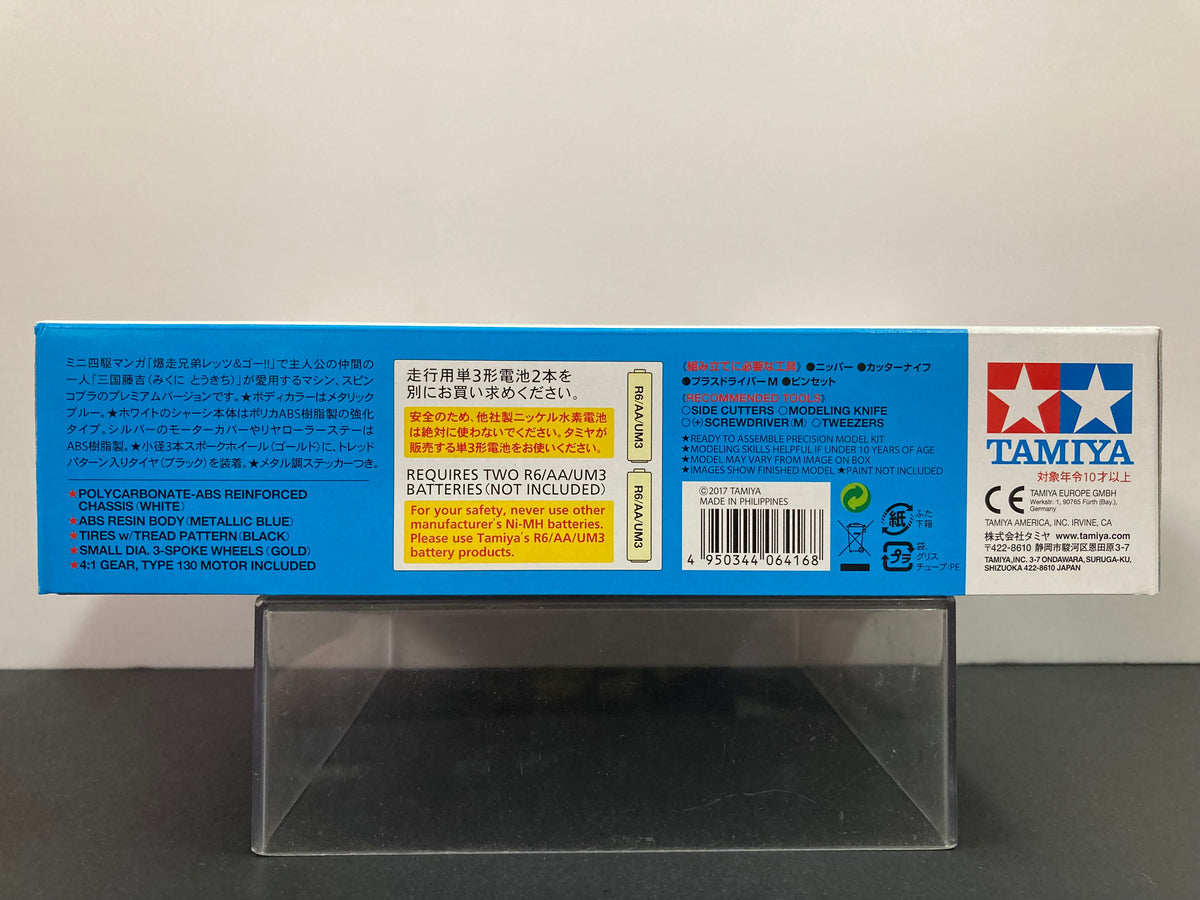 ミニ四駆マンガ「爆走兄弟レッツ&ゴー!!」で主人公の仲間の
一人「三国藤吉(みくに とうきち)」が愛用するマシン、スピン
コブラのプレミアムバージョンです。★ボディカラーはメタリック
ブルー。★ホワイトのシャーシ本体はポリカABS樹脂製の強化
タイプ。シルバーのモーターカバーやリヤローラーステーは
ABS樹脂製。★小径3本スポークホイール(ゴールド)に、トレッド
パターン入りタイヤ(ブラック)を装着。★メタル調ステッカーつき。
★POLYCARBONATE-ABS REINFORCED
CHASSIS (WHITE)
★ABS RESIN BODY (METALLIC BLUE)
★TIRES w/TREAD PATTERN (BLACK)
★SMALL DIA. 3-SPOKE WHEELS (GOLD)
★4:1 GEAR, TYPE 130 MOTOR INCLUDED
走行用単3形電池2本を
別にお買い求めください。
安全のため、他社製ニッケル水素電池
は絶対に使わないでください。タミヤが
販売する単3形電池をお使いください。
REQUIRES TWO R6/AA/UM3
BATTERIES (NOT INCLUDED)
For your safety, never use other
manufacturer's Ni-MH batteries.
Please use Tamiya's R6/AA/UM3
battery products.
R6/AA/UM3
R6/AA/UM3
《組み立てに必要な工具》 ●ニッパー ●カッターナイフ
●プラスドライバーM ●ピンセット
《RECOMMENDED TOOLS》
○SIDE CUTTERS ○MODELING KNIFE
○(+)SCREWDRIVER (M) ○TWEEZERS
★READY TO ASSEMBLE PRECISION MODEL KIT
★MODELING SKILLS HELPFUL IF UNDER 10 YEARS OF AGE
★MODEL MAY VARY FROM IMAGE ON BOX
★IMAGES SHOW FINISHED MODEL ★PAINT NOT INCLUDED
©2017 TAMIYA
MADE IN PHILIPPINES
4 950344 064168
紙
ふた
下箱
プラ
袋、
グリス
チューブ:PE
TAMIYA
対象年令10才以上
CE
TAMIYA EUROPE GMBH
Werkstr. 1, 90765 Fürth (Bay.),
Germany
TAMIYA AMERICA, INC. IRVINE, CA
株式会社タミヤ www.tamiya.com
〒422-8610 静岡市駿河区恩田原3-7
TAMIYA,INC. 3-7 ONDAWARA, SURUGA-KU,
SHIZUOKA 422-8610 JAPAN